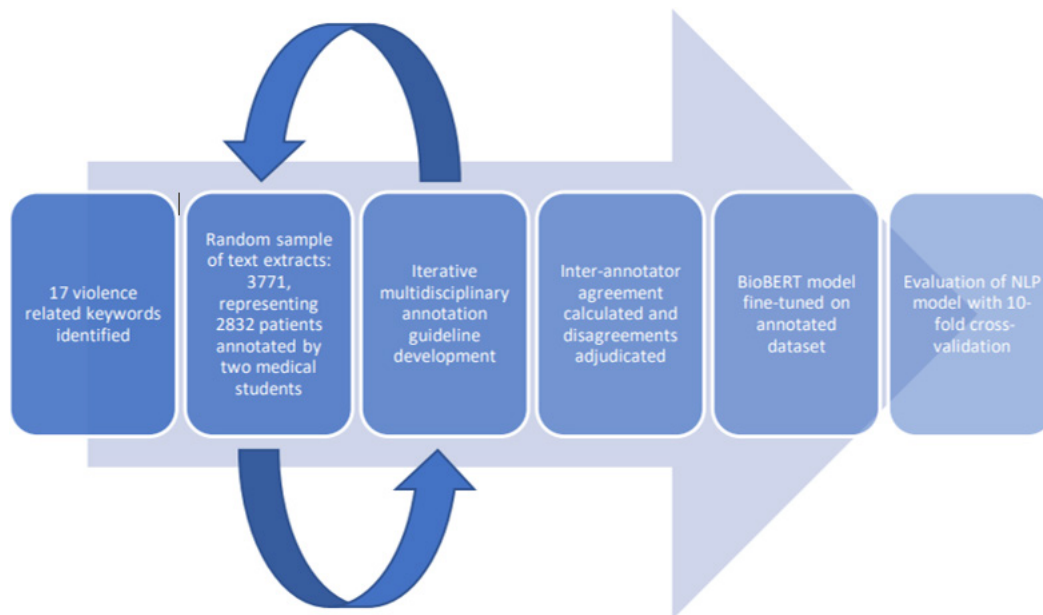 17 violence
related keywords
identified
Random sample
of text extracts:
3771,
representing
2832 patients
annotated by
two medical
students
Iterative
multidisciplinary
annotation
guideline
development
Inter-annotator
agreement
calculated and
disagreements
adjudicated
BioBERT model
fine-tuned on
annotated
dataset
Evaluation of NLP
model with 10-
fold cross-
validation